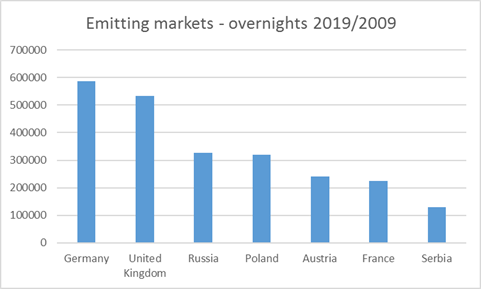 Emitting markets - overnights 2019/2009
700000
600000
500000
400000
300000
200000
100000
0
Germany United Russia Poland Austria France Serbia
Kingdom